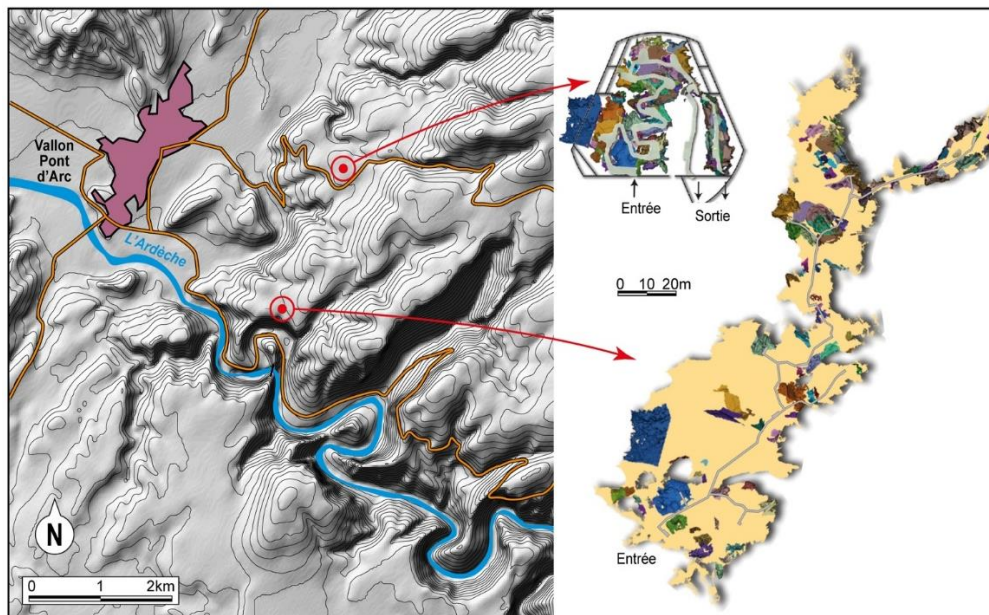 Vallon
Pont
d'Arc
L'Ardèche
N
0 1 2km
Entrée
Sortie
0 10 20m
Entrée